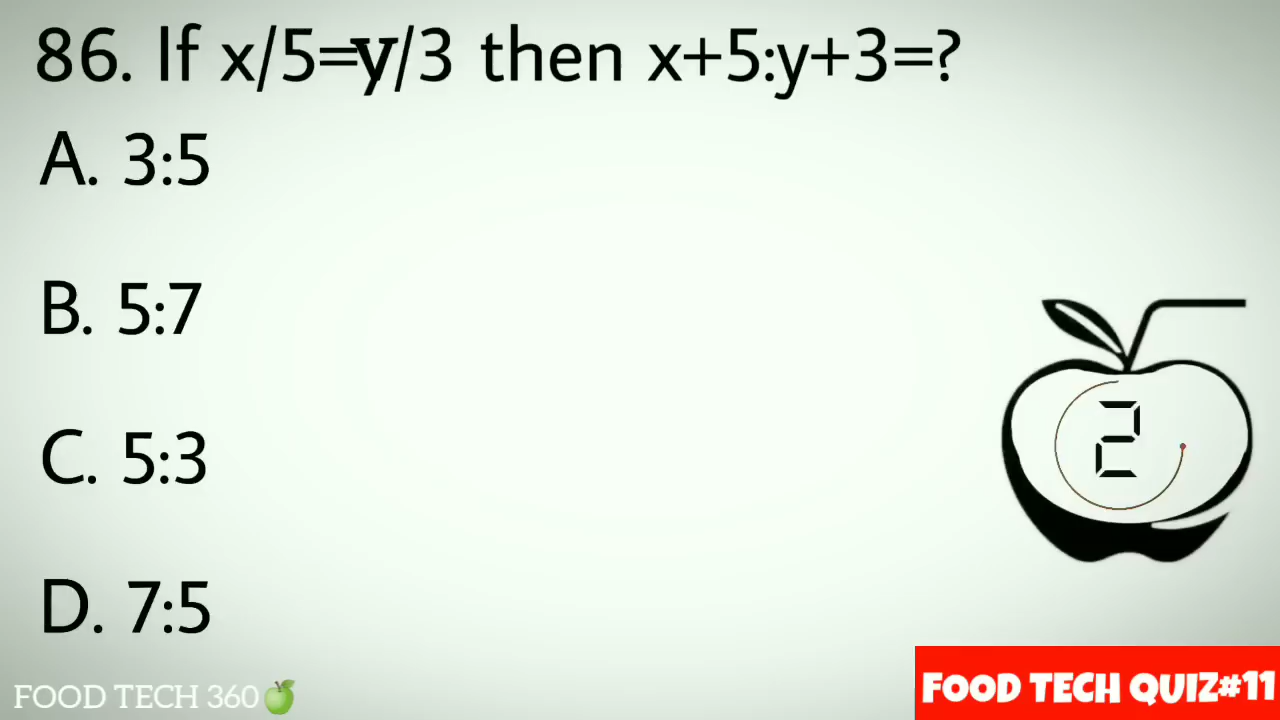 86. If x/5=y/3 then x+5:y+3=?
A. 3:5
B. 5:7
C. 5:3
2
D. 7:5
FOOD TECH 360
FOOD TECH QUIZ#11